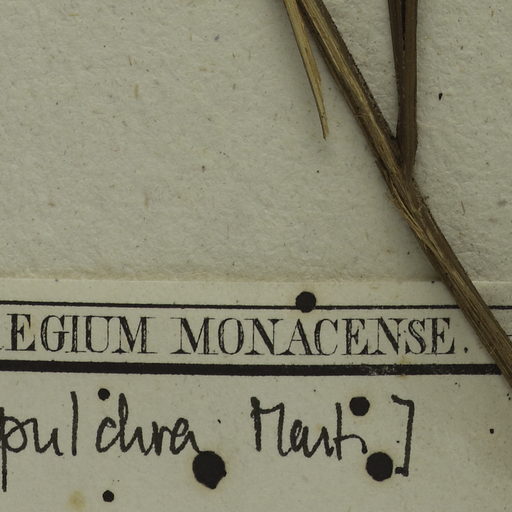 EGIUM MONACENSE.
pulchra Mart. ]